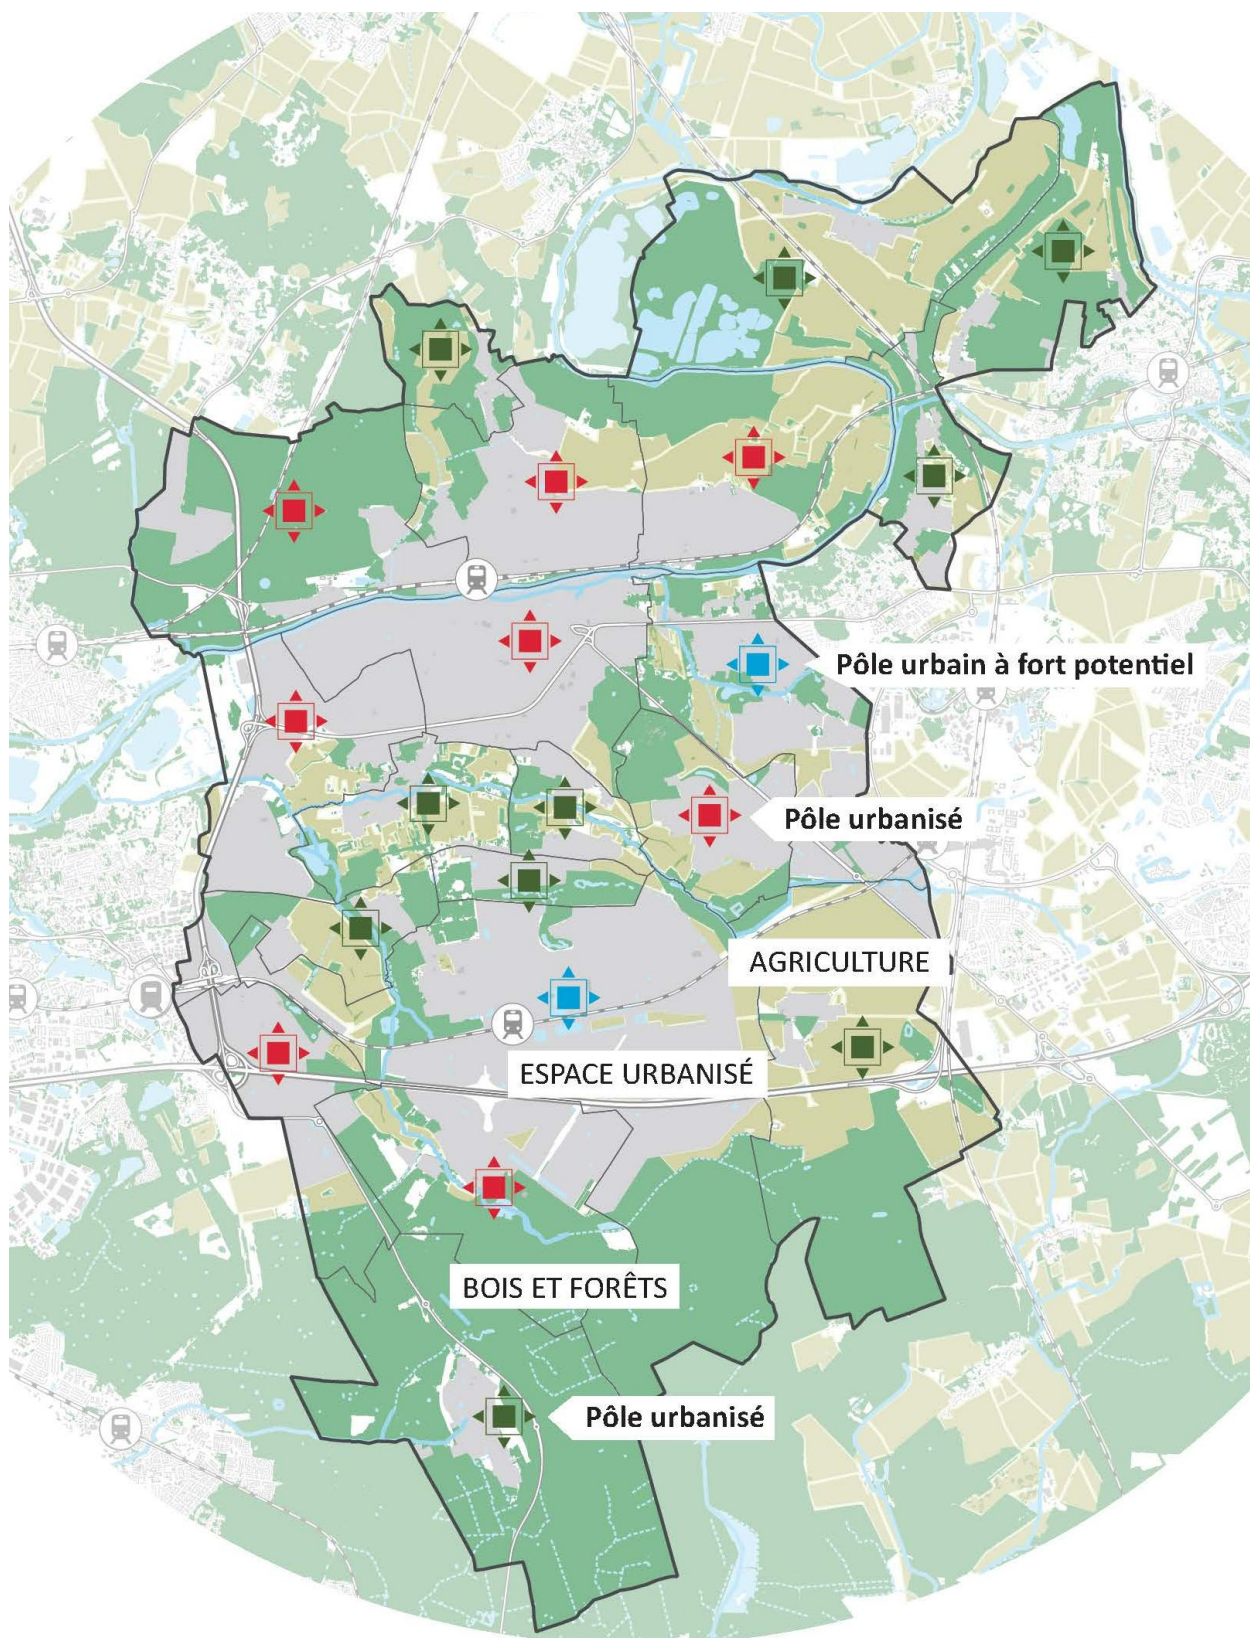 Pôle urbain à fort potentiel
Pôle urbanisé
AGRICULTURE
ESPACE URBANISÉ
BOIS ET FORÊTS
Pôle urbanisé